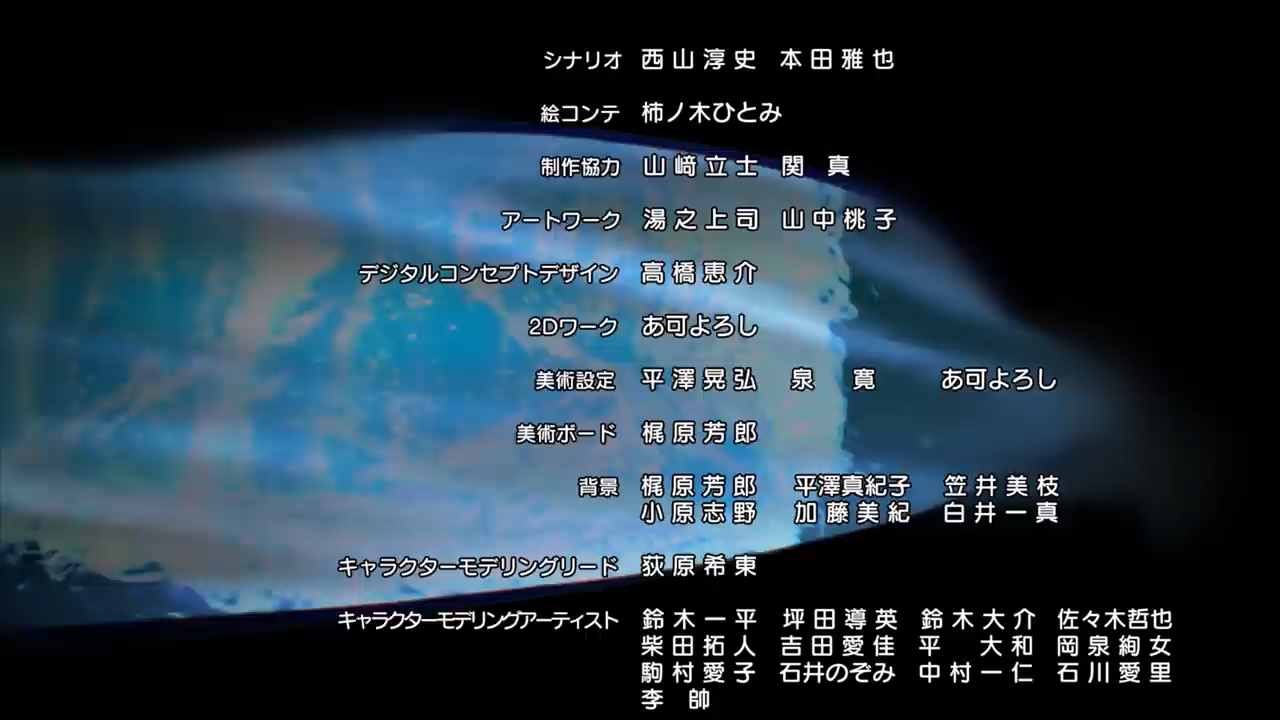 シナリオ 西山淳史 本田雅也
絵コンテ 柿ノ木ひとみ
制作協力 山﨑立士 関 真
アートワーク 湯之上司 山中桃子
デジタルコンセプトデザイン 高橋恵介
2Dワーク あ可よろし
美術設定 平澤晃弘 泉 寛 あ可よろし
美術ボード 梶原芳郎
背景 梶原芳郎 平澤真紀子 笠井美枝
小原志野 加藤美紀 白井一真
キャラクターモデリングリード 荻原希東
キャラクターモデリングアーティスト 鈴木一平 坪田導英 鈴木大介 佐々木哲也
柴田拓人 吉田愛佳 平 大和 岡泉絢女
駒村愛子 石井のぞみ 中村一仁 石川愛里
李 帥